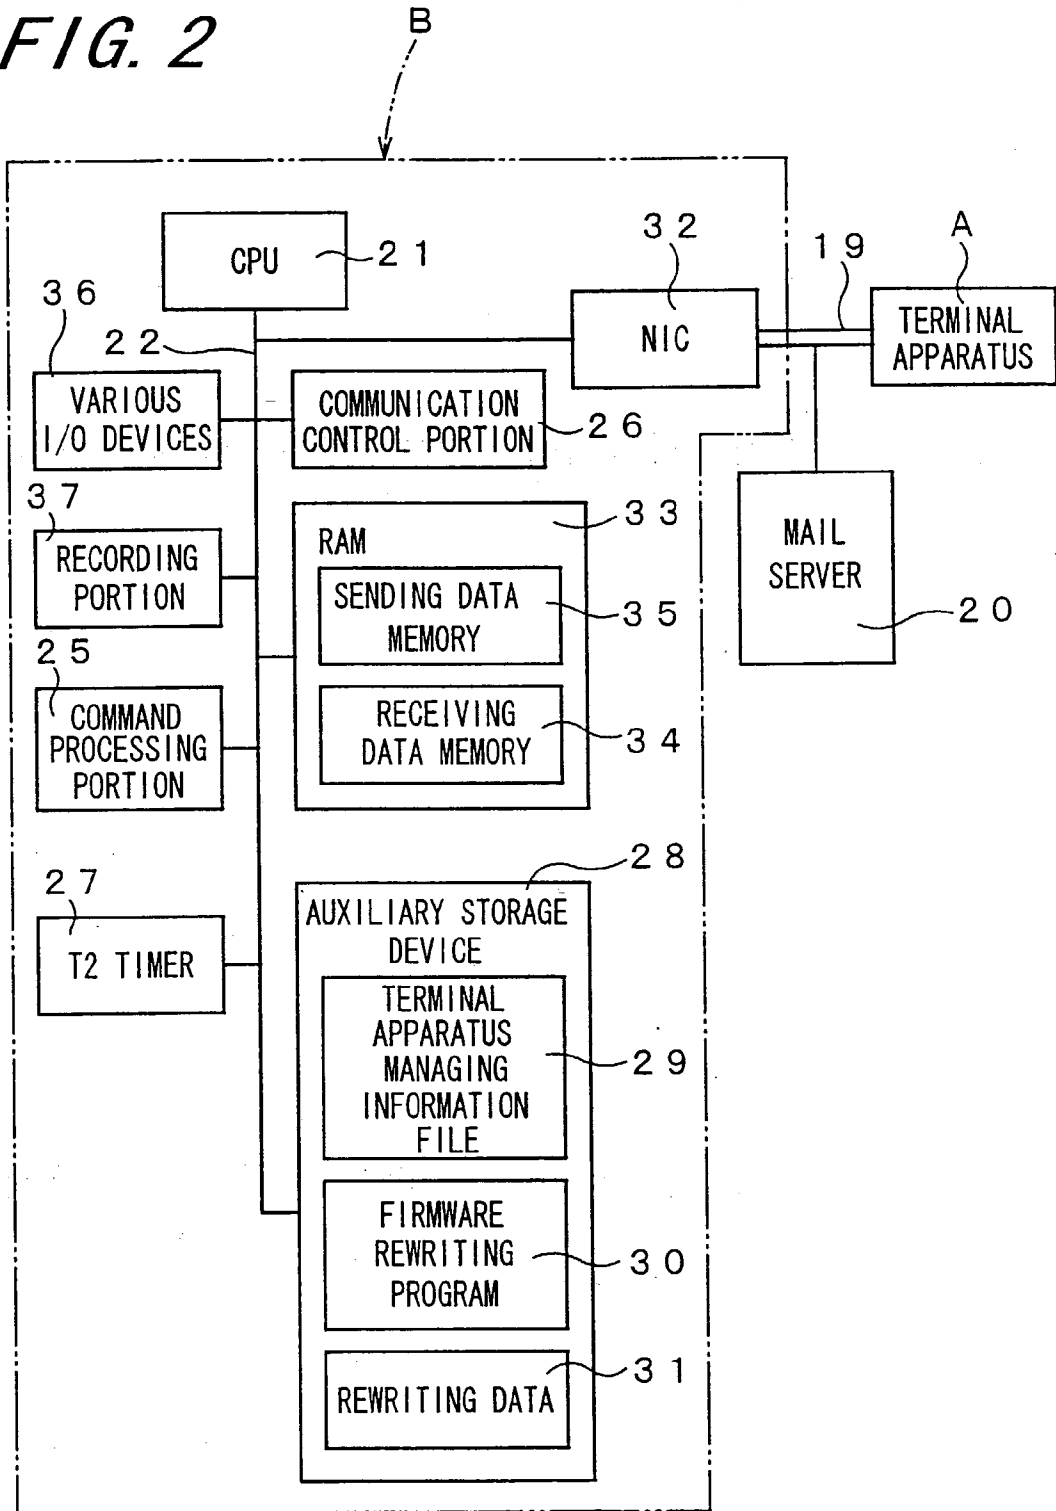 FIG. 2
B
CPU
21
32
NIC
19
A
TERMINAL
APPARATUS
36
22
VARIOUS
I/O DEVICES
COMMUNICATION
CONTROL PORTION
26
37
RECORDING
PORTION
RAM
33
SENDING DATA
MEMORY
35
RECEIVING
DATA MEMORY
34
MAIL
SERVER
20
25
COMMAND
PROCESSING
PORTION
27
T2 TIMER
28
AUXILIARY STORAGE
DEVICE
TERMINAL
APPARATUS
MANAGING
INFORMATION
FILE
29
FIRMWARE
REWRITING
PROGRAM
30
REWRITING DATA
31